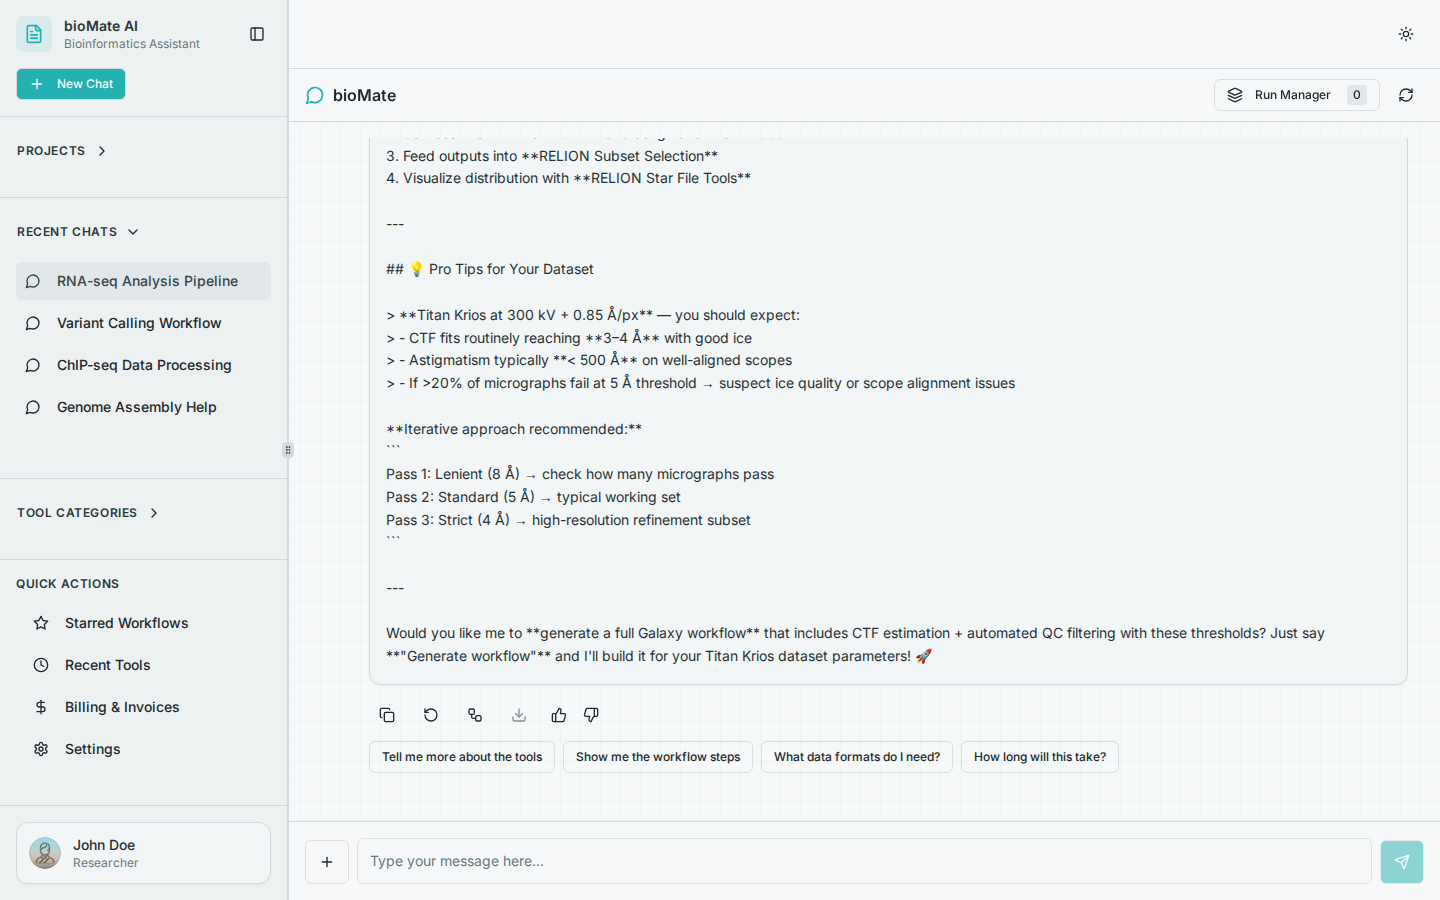 bioMate AI
Bioinformatics Assistant
New Chat
PROJECTS
RECENT CHATS
RNA-seq Analysis Pipeline
Variant Calling Workflow
ChIP-seq Data Processing
Genome Assembly Help
TOOL CATEGORIES
QUICK ACTIONS
Starred Workflows
Recent Tools
Billing & Invoices
Settings
John Doe
Researcher
bioMate
Run Manager 0
3. Feed outputs into **RELION Subset Selection**
4. Visualize distribution with **RELION Star File Tools**
---
## 💡 Pro Tips for Your Dataset
> **Titan Krios at 300 kV + 0.85 Å/px** — you should expect:
> - CTF fits routinely reaching **3–4 Å** with good ice
> - Astigmatism typically **< 500 Å** on well-aligned scopes
> - If >20% of micrographs fail at 5 Å threshold → suspect ice quality or scope alignment issues
**Iterative approach recommended:**
```
Pass 1: Lenient (8 Å) → check how many micrographs pass
Pass 2: Standard (5 Å) → typical working set
Pass 3: Strict (4 Å) → high-resolution refinement subset
```
---
Would you like me to **generate a full Galaxy workflow** that includes CTF estimation + automated QC filtering with these thresholds? Just say
**"Generate workflow"** and I'll build it for your Titan Krios dataset parameters! 🚀
Tell me more about the tools
Show me the workflow steps
What data formats do I need?
How long will this take?
Type your message here...